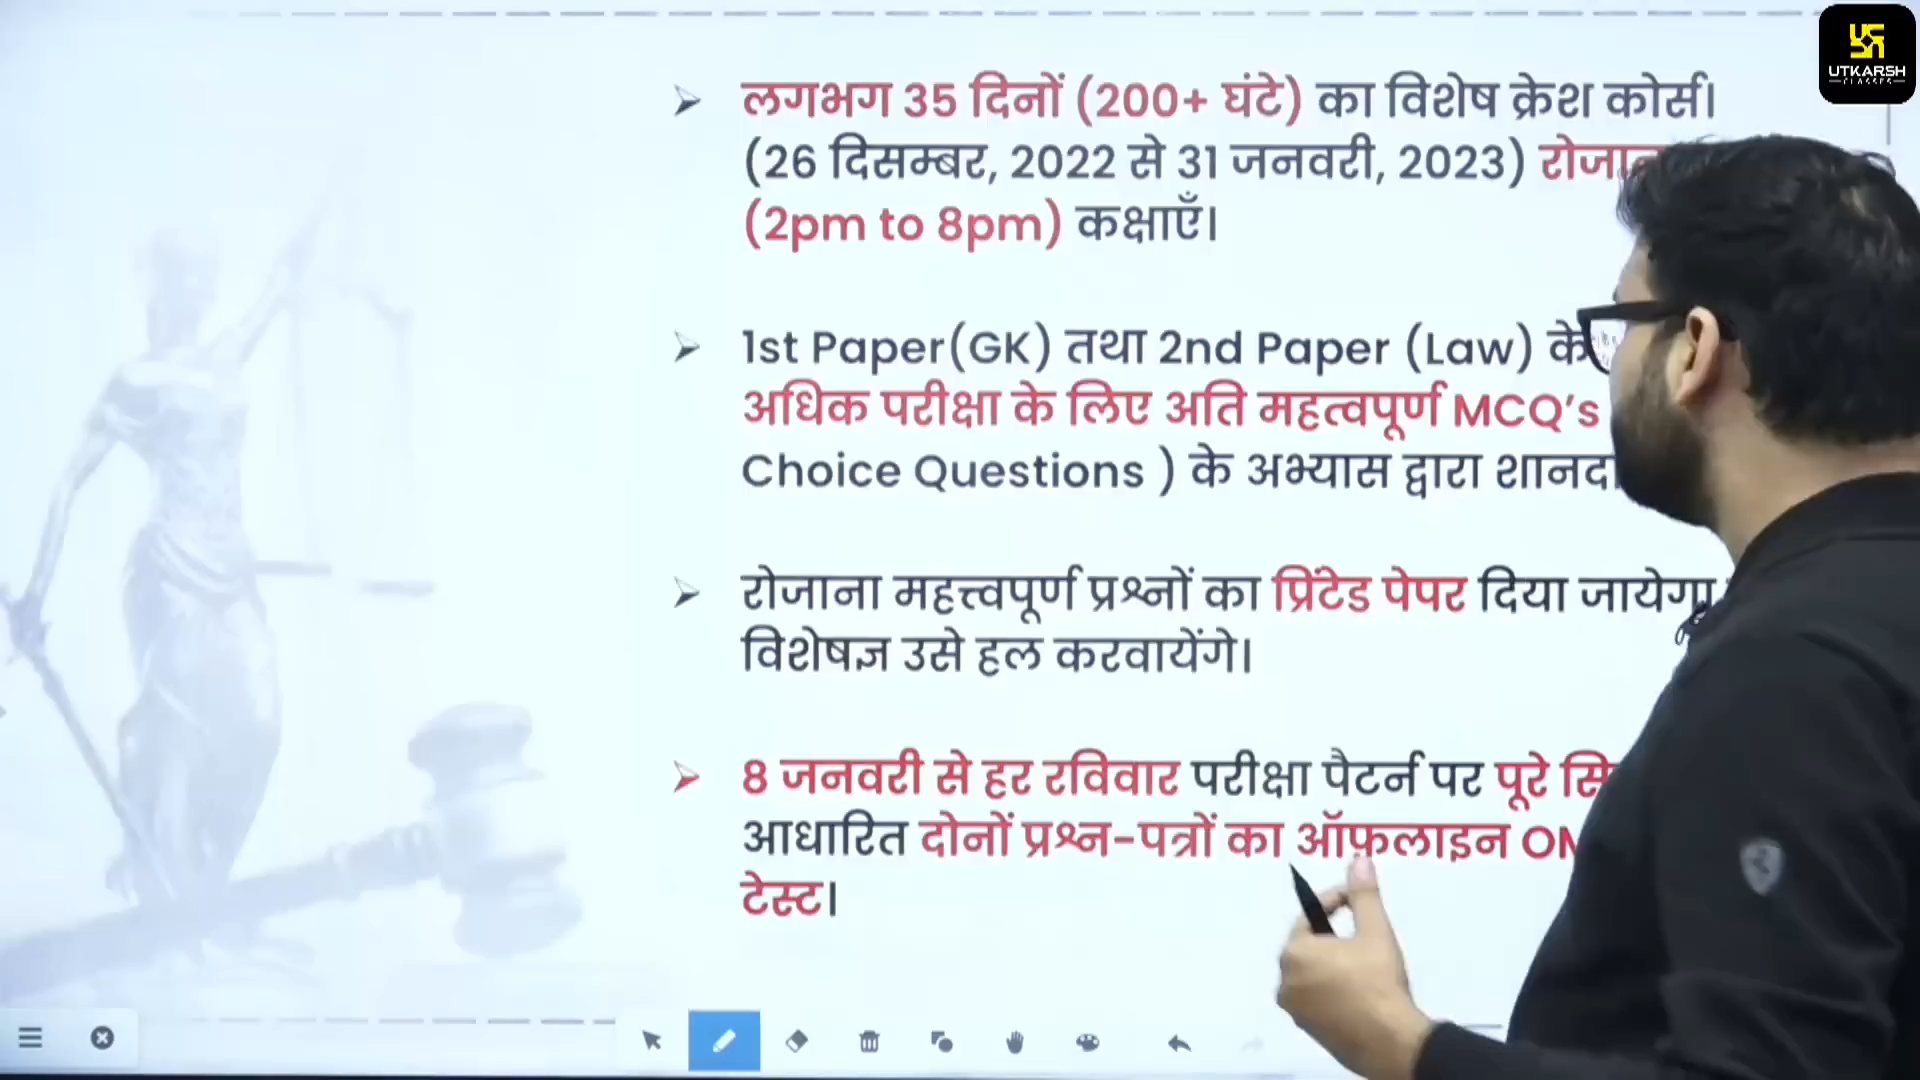 UTKARSH
CLASSES
लगभग 35 दिनों (200+ घंटे) का विशेष क्रेश कोर्स।
(26 दिसम्बर, 2022 से 31 जनवरी, 2023)
(2pm to 8pm) कक्षाएँ।
1st Paper(GK) तथा 2nd Paper (Law) के
अधिक परीक्षा के लिए अति महत्वपूर्ण MCQ’s
Choice Questions ) के अभ्यास द्वारा
रोजाना महत्त्वपूर्ण प्रश्नों का प्रिंटेड पेपर दिया जायेगा
विशेषज्ञ उसे हल करवायेंगे।
8 जनवरी से हर रविवार परीक्षा पैटर्न पर पूरे
आधारित दोनों प्रश्न-पत्रों का ऑफलाइन
टेस्ट।